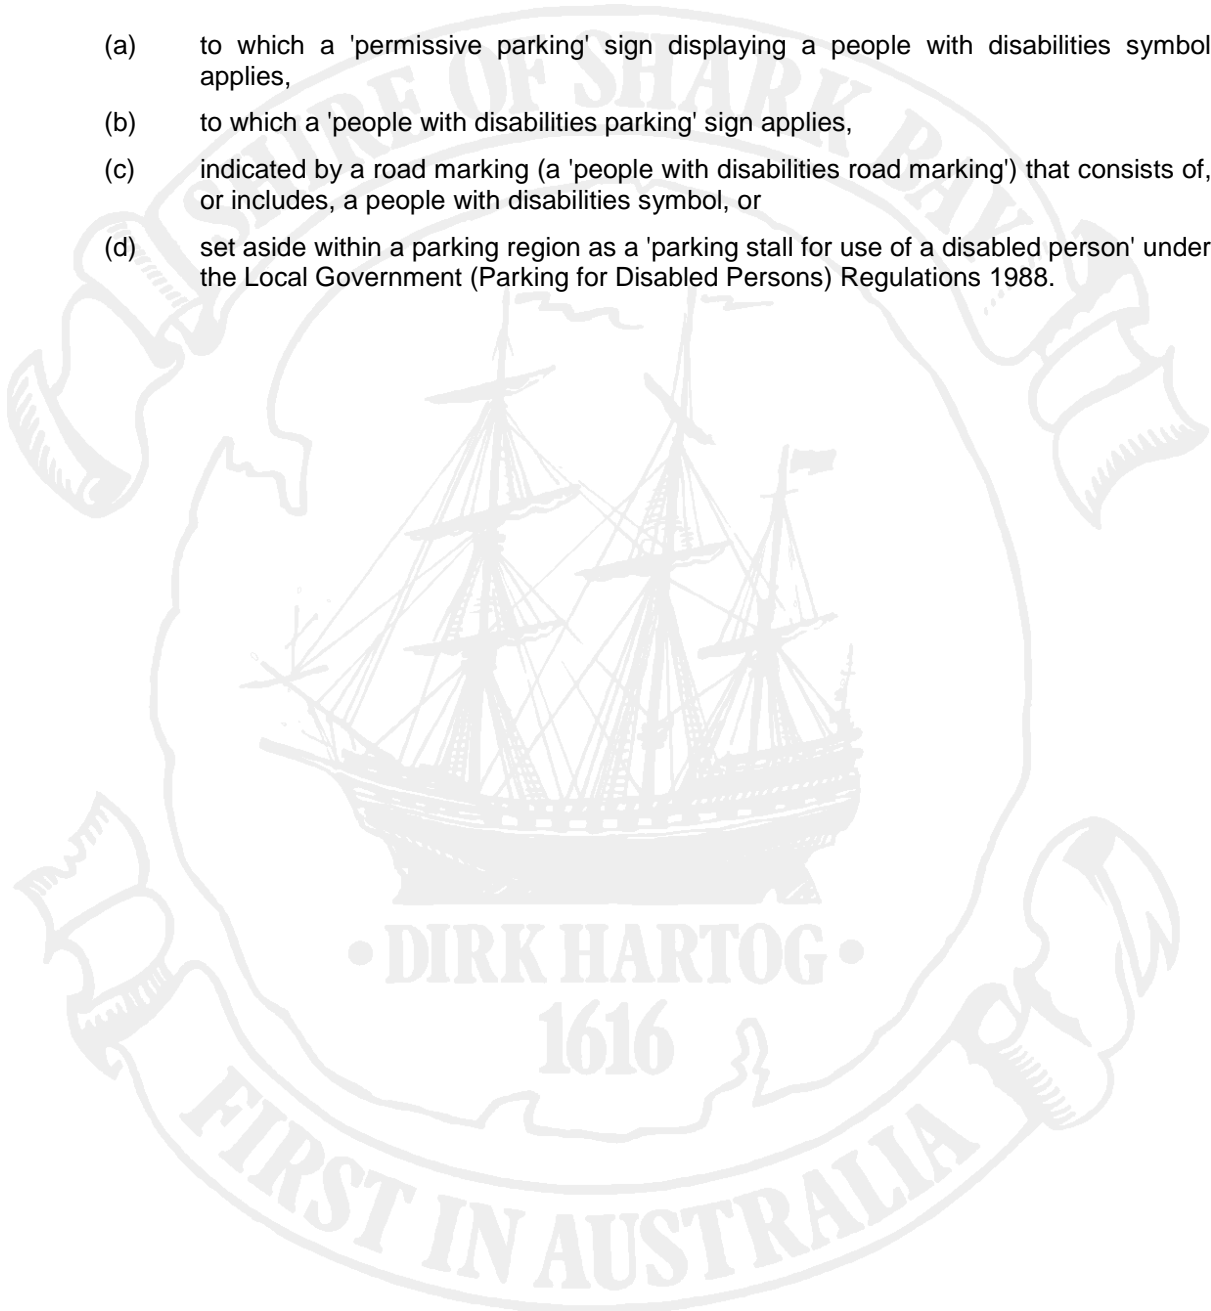 (a) to which a 'permissive parking' sign displaying a people with disabilities symbol
applies,
(b) to which a 'people with disabilities parking' sign applies,
(c) indicated by a road marking (a 'people with disabilities road marking') that consists of,
or includes, a people with disabilities symbol, or
(d) set aside within a parking region as a 'parking stall for use of a disabled person' under
the Local Government (Parking for Disabled Persons) Regulations 1988.
SHIRE OF SHARK BAY
• DIRK HARTOG •
1616
FIRST IN AUSTRALIA